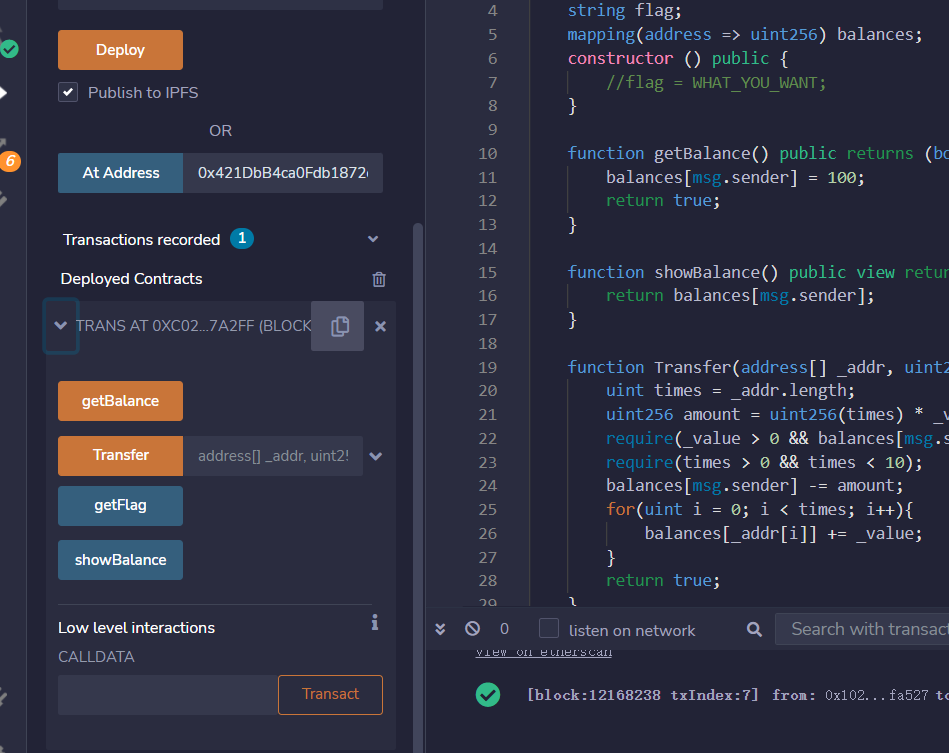 Deploy
Publish to IPFS
OR
At Address 0x421DbB4ca0Fdb1872
Transactions recorded 1
Deployed Contracts
TRANS AT 0XC02...7A2FF (BLOCK
getBalance
Transfer address[] _addr, uint2!
getFlag
showBalance
Low level interactions
CALLDATA
Transact
6
4 string flag;
5 mapping(address => uint256) balances;
6 constructor () public {
7 //flag = WHAT_YOU_WANT;
8 }
9
10 function getBalance() public returns (bo
11 balances[msg.sender] = 100;
12 return true;
13 }
14
15 function showBalance() public view retur
16 return balances[msg.sender];
17 }
18
19 function Transfer(address[] _addr, uint2
20 uint times = _addr.length;
21 uint256 amount = uint256(times) * _v
22 require(_value > 0 && balances[msg.s
23 require(times > 0 && times < 10);
24 balances[msg.sender] -= amount;
25 for(uint i = 0; i < times; i++){
26 balances[_addr[i]] += _value;
27 }
28 return true;
29 }
0 listen on network Search with transact
view on etherscan
[block:12168238 txIndex:7] from: 0x102...fa527 to